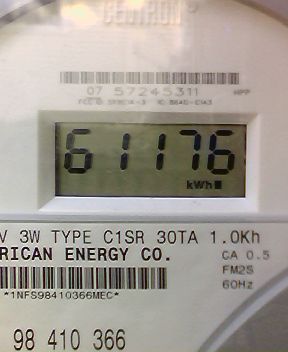 CENTRON
07 57245311
61176
kWh
V 3W TYPE C1SR 30TA 1.0Kh
RICAN ENERGY CO.
CA 0.5
FM2S
60Hz
*1NFS98410366MEC*
98 410 366